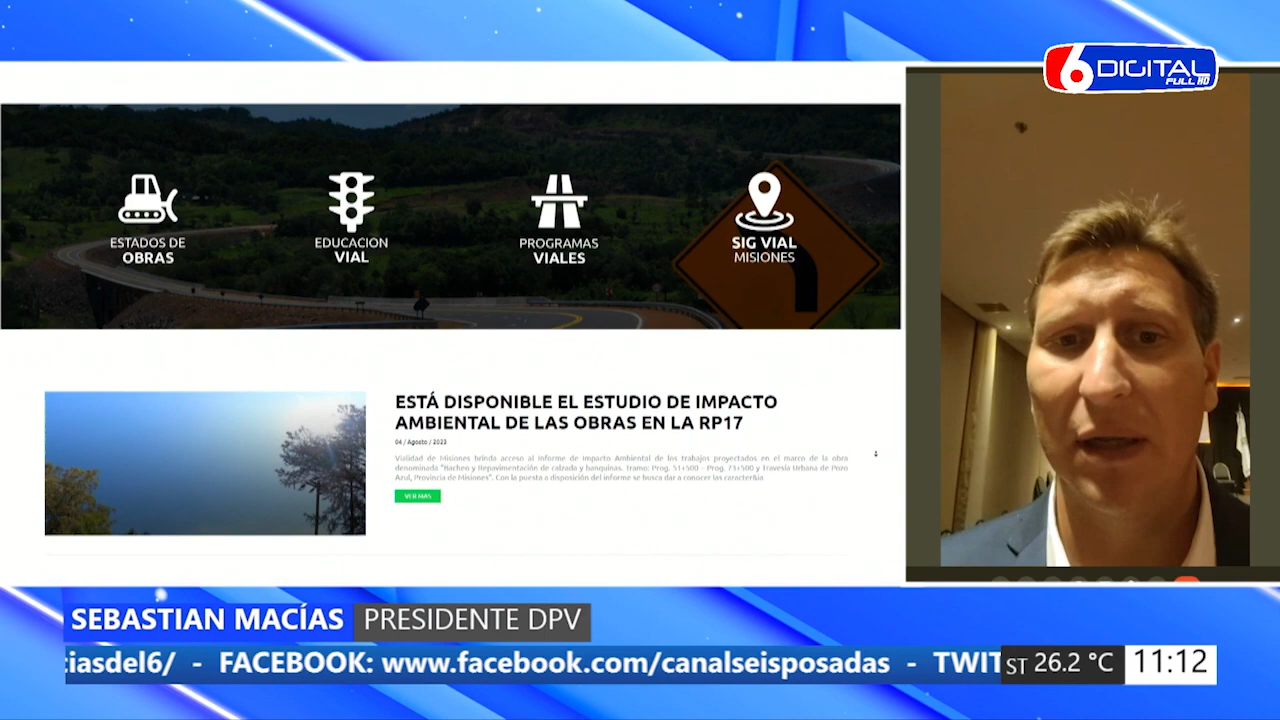 6 DIGITAL
FULL HD
ESTADOS DE
OBRAS
EDUCACION
VIAL
PROGRAMAS
VIALES
SIG VIAL
MISIONES
ESTÁ DISPONIBLE EL ESTUDIO DE IMPACTO
AMBIENTAL DE LAS OBRAS EN LA RP17
04 / Agosto / 2023
Vialidad de Misiones brinda acceso al Informe de Impacto Ambiental de los trabajos proyectados en el marco de la obra
denominada "Bacheo y Repavimentación de calzada y banquinas. Tramo: Prog. 51+500 - Prog. 73+500 y Travesía Urbana de Pozo
Azul, Provincia de Misiones". Con la puesta a disposición del informe se busca dar a conocer las
VER MAS
SEBASTIAN MACÍAS PRESIDENTE DPV
ciasdel6/ - FACEBOOK: www.facebook.com/canalseisposadas - TWIT
ST 26.2 °C 11:12